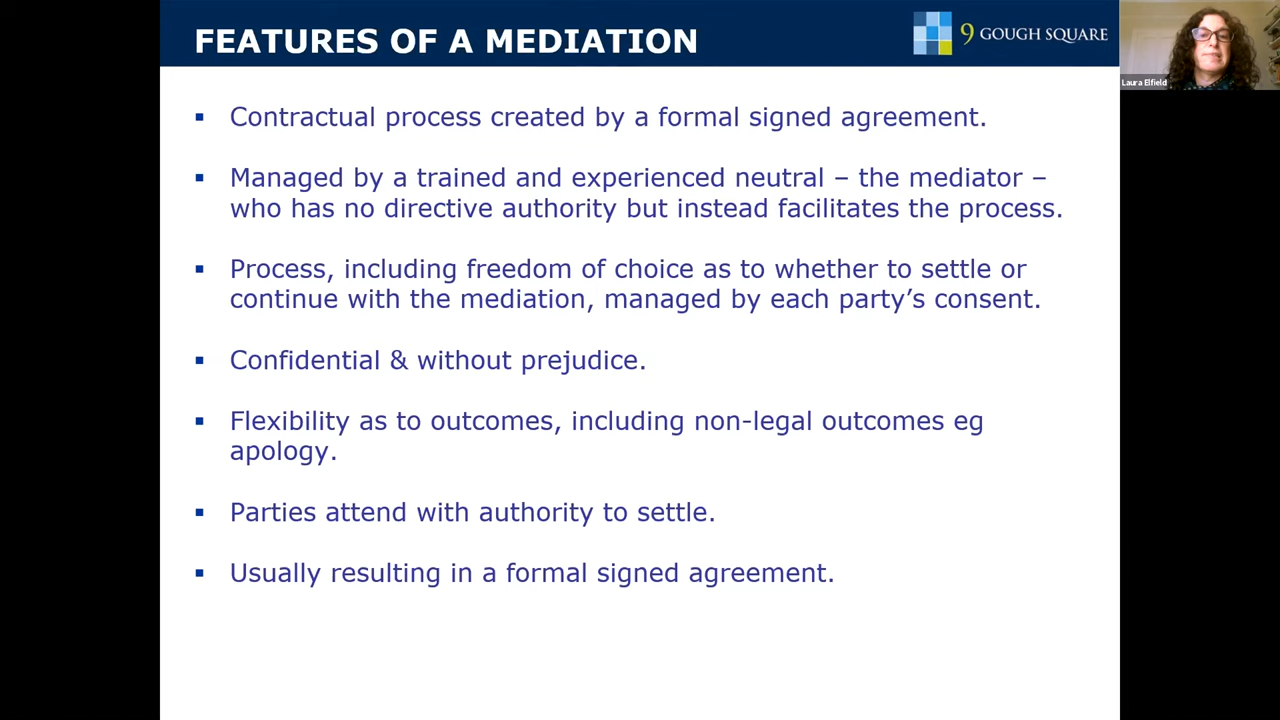 FEATURES OF A MEDIATION
9 GOUGH SQUARE
Laura Elfield
▪ Contractual process created by a formal signed agreement.
▪ Managed by a trained and experienced neutral – the mediator –
who has no directive authority but instead facilitates the process.
▪ Process, including freedom of choice as to whether to settle or
continue with the mediation, managed by each party’s consent.
▪ Confidential & without prejudice.
▪ Flexibility as to outcomes, including non-legal outcomes eg
apology.
▪ Parties attend with authority to settle.
▪ Usually resulting in a formal signed agreement.